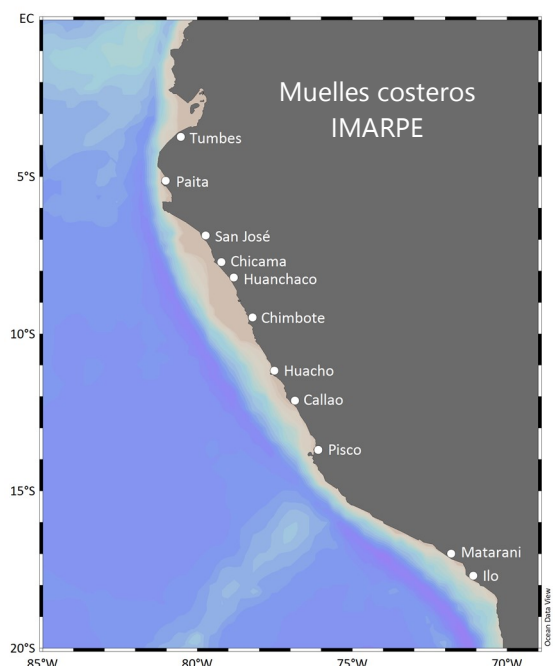 EC
Muelles costeros
IMARPE
Tumbes
5°S
Paita
San José
Chicama
Huanchaco
Chimbote
10°S
Huacho
Callao
Pisco
15°S
Matarani
Ilo
Ocean Data View
20°S
85°W
80°W
75°W
70°W